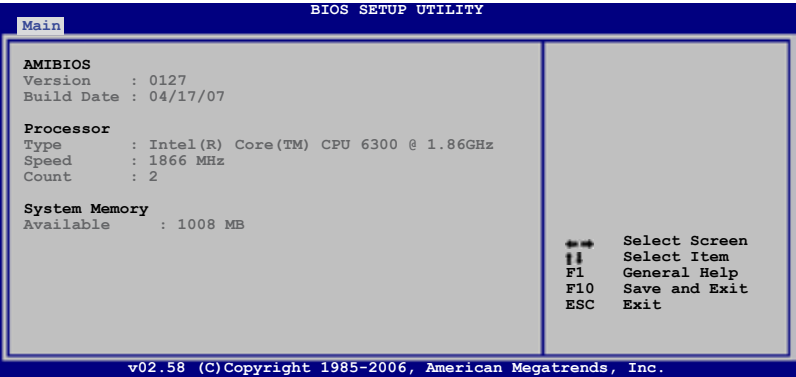 BIOS SETUP UTILITY
Main
AMIBIOS
Version : 0127
Build Date : 04/17/07
Processor
Type : Intel(R) Core(TM) CPU 6300 @ 1.86GHz
Speed : 1866 MHz
Count : 2
System Memory
Available : 1008 MB
←→ Select Screen
↑↓ Select Item
F1 General Help
F10 Save and Exit
ESC Exit
v02.58 (C)Copyright 1985-2006, American Megatrends, Inc.